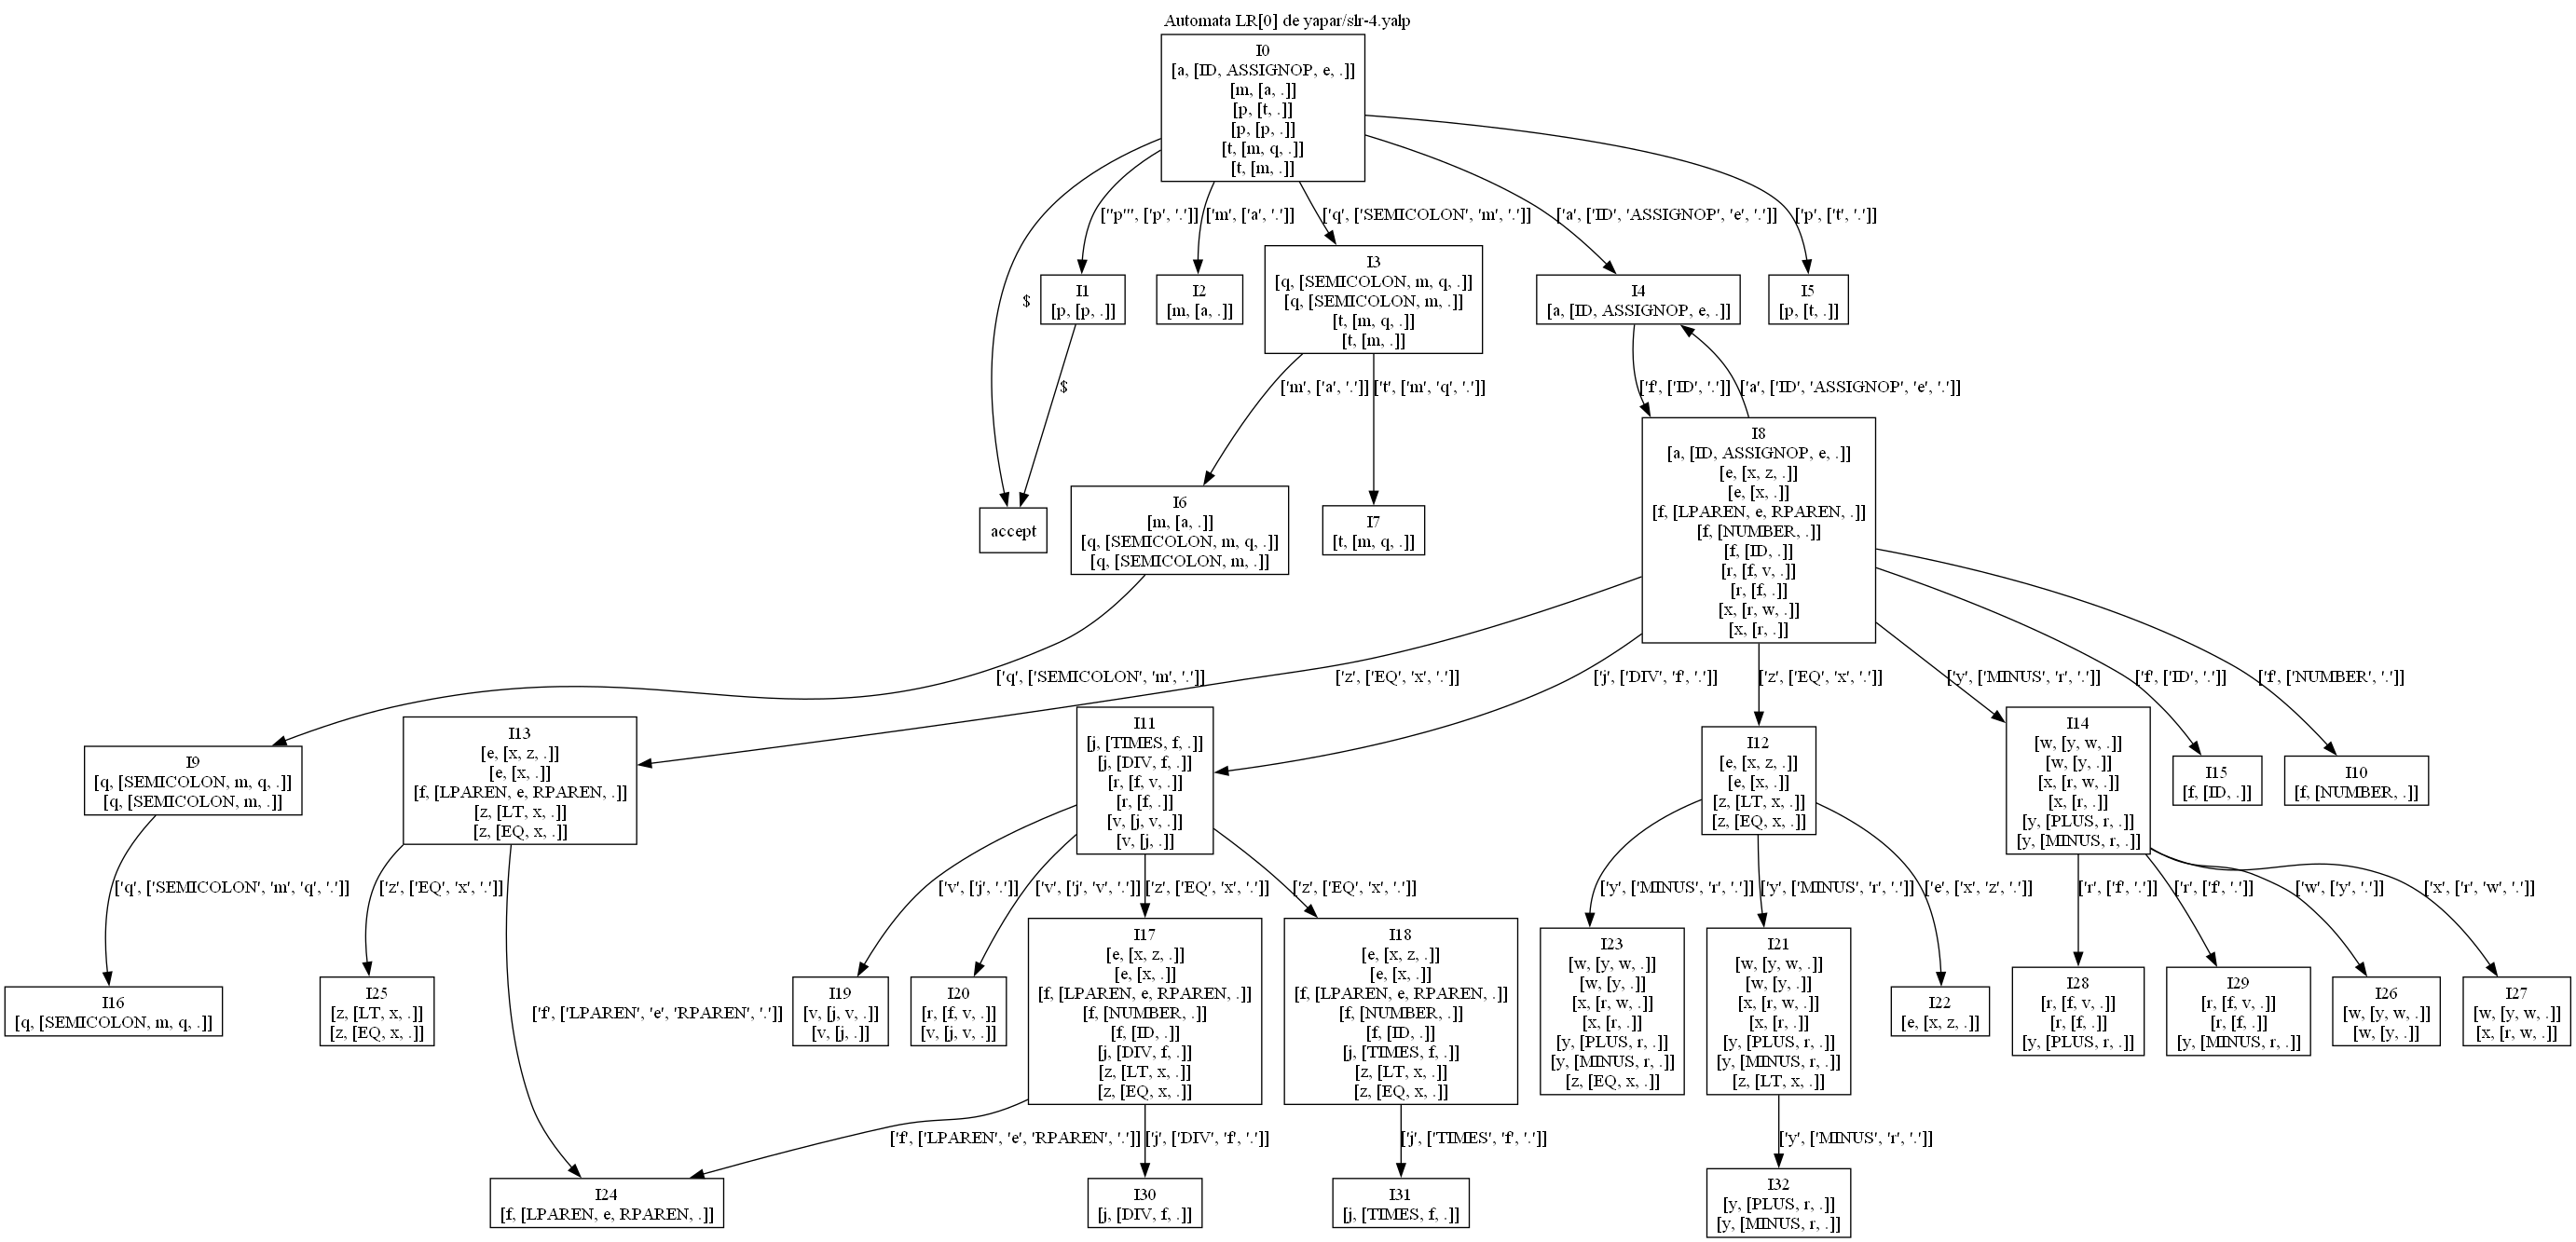 Automata LR[0] de yapar/slr-4.yalp
I0
[a, [ID, ASSIGNOP, e, .]]
[m, [a, .]]
[p, [t, .]]
[p, [p, .]]
[t, [m, q, .]]
[t, [m, .]]
[''p''', ['p', '.']]
['m', ['a', '.']]
['q', ['SEMICOLON', 'm', '.']]
['a', ['ID', 'ASSIGNOP', 'e', '.']]
['p', ['t', '.']]
$
I1
[p, [p, .]]
I2
[m, [a, .]]
I3
[q, [SEMICOLON, m, q, .]]
[q, [SEMICOLON, m, .]]
[t, [m, q, .]]
[t, [m, .]]
I4
[a, [ID, ASSIGNOP, e, .]]
I5
[p, [t, .]]
$
['m', ['a', '.']]
['t', ['m', 'q', '.']]
['f', ['ID', '.']]
['a', ['ID', 'ASSIGNOP', 'e', '.']]
accept
I6
[m, [a, .]]
[q, [SEMICOLON, m, q, .]]
[q, [SEMICOLON, m, .]]
I7
[t, [m, q, .]]
I8
[a, [ID, ASSIGNOP, e, .]]
[e, [x, z, .]]
[e, [x, .]]
[f, [LPAREN, e, RPAREN, .]]
[f, [NUMBER, .]]
[f, [ID, .]]
[r, [f, v, .]]
[r, [f, .]]
[x, [r, w, .]]
[x, [r, .]]
['q', ['SEMICOLON', 'm', '.']]
['z', ['EQ', 'x', '.']]
['j', ['DIV', 'f', '.']]
['z', ['EQ', 'x', '.']]
['y', ['MINUS', 'r', '.']]
['f', ['ID', '.']]
['f', ['NUMBER', '.']]
I9
[q, [SEMICOLON, m, q, .]]
[q, [SEMICOLON, m, .]]
I13
[e, [x, z, .]]
[e, [x, .]]
[f, [LPAREN, e, RPAREN, .]]
[z, [LT, x, .]]
[z, [EQ, x, .]]
I11
[j, [TIMES, f, .]]
[j, [DIV, f, .]]
[r, [f, v, .]]
[r, [f, .]]
[v, [j, v, .]]
[v, [j, .]]
I12
[e, [x, z, .]]
[e, [x, .]]
[z, [LT, x, .]]
[z, [EQ, x, .]]
I14
[w, [y, w, .]]
[w, [y, .]]
[x, [r, w, .]]
[x, [r, .]]
[y, [PLUS, r, .]]
[y, [MINUS, r, .]]
I15
[f, [ID, .]]
I10
[f, [NUMBER, .]]
['q', ['SEMICOLON', 'm', 'q', '.']]
['z', ['EQ', 'x', '.']]
['f', ['LPAREN', 'e', 'RPAREN', '.']]
['v', ['j', '.']]
['v', ['j', 'v', '.']]
['z', ['EQ', 'x', '.']]
['z', ['EQ', 'x', '.']]
['y', ['MINUS', 'r', '.']]
['y', ['MINUS', 'r', '.']]
['e', ['x', 'z', '.']]
['r', ['f', '.']]
['r', ['f', '.']]
['w', ['y', '.']]
['x', ['r', 'w', '.']]
I16
[q, [SEMICOLON, m, q, .]]
I25
[z, [LT, x, .]]
[z, [EQ, x, .]]
I19
[v, [j, v, .]]
[v, [j, .]]
I20
[r, [f, v, .]]
[v, [j, v, .]]
I17
[e, [x, z, .]]
[e, [x, .]]
[f, [LPAREN, e, RPAREN, .]]
[f, [NUMBER, .]]
[f, [ID, .]]
[j, [DIV, f, .]]
[z, [LT, x, .]]
[z, [EQ, x, .]]
I18
[e, [x, z, .]]
[e, [x, .]]
[f, [LPAREN, e, RPAREN, .]]
[f, [NUMBER, .]]
[f, [ID, .]]
[j, [TIMES, f, .]]
[z, [LT, x, .]]
[z, [EQ, x, .]]
I23
[w, [y, w, .]]
[w, [y, .]]
[x, [r, w, .]]
[x, [r, .]]
[y, [PLUS, r, .]]
[y, [MINUS, r, .]]
[z, [EQ, x, .]]
I21
[w, [y, w, .]]
[w, [y, .]]
[x, [r, w, .]]
[x, [r, .]]
[y, [PLUS, r, .]]
[y, [MINUS, r, .]]
[z, [LT, x, .]]
I22
[e, [x, z, .]]
I28
[r, [f, v, .]]
[r, [f, .]]
[y, [PLUS, r, .]]
I29
[r, [f, v, .]]
[r, [f, .]]
[y, [MINUS, r, .]]
I26
[w, [y, w, .]]
[w, [y, .]]
I27
[w, [y, w, .]]
[x, [r, w, .]]
['f', ['LPAREN', 'e', 'RPAREN', '.']]
['j', ['DIV', 'f', '.']]
['j', ['TIMES', 'f', '.']]
['y', ['MINUS', 'r', '.']]
I24
[f, [LPAREN, e, RPAREN, .]]
I30
[j, [DIV, f, .]]
I31
[j, [TIMES, f, .]]
I32
[y, [PLUS, r, .]]
[y, [MINUS, r, .]]